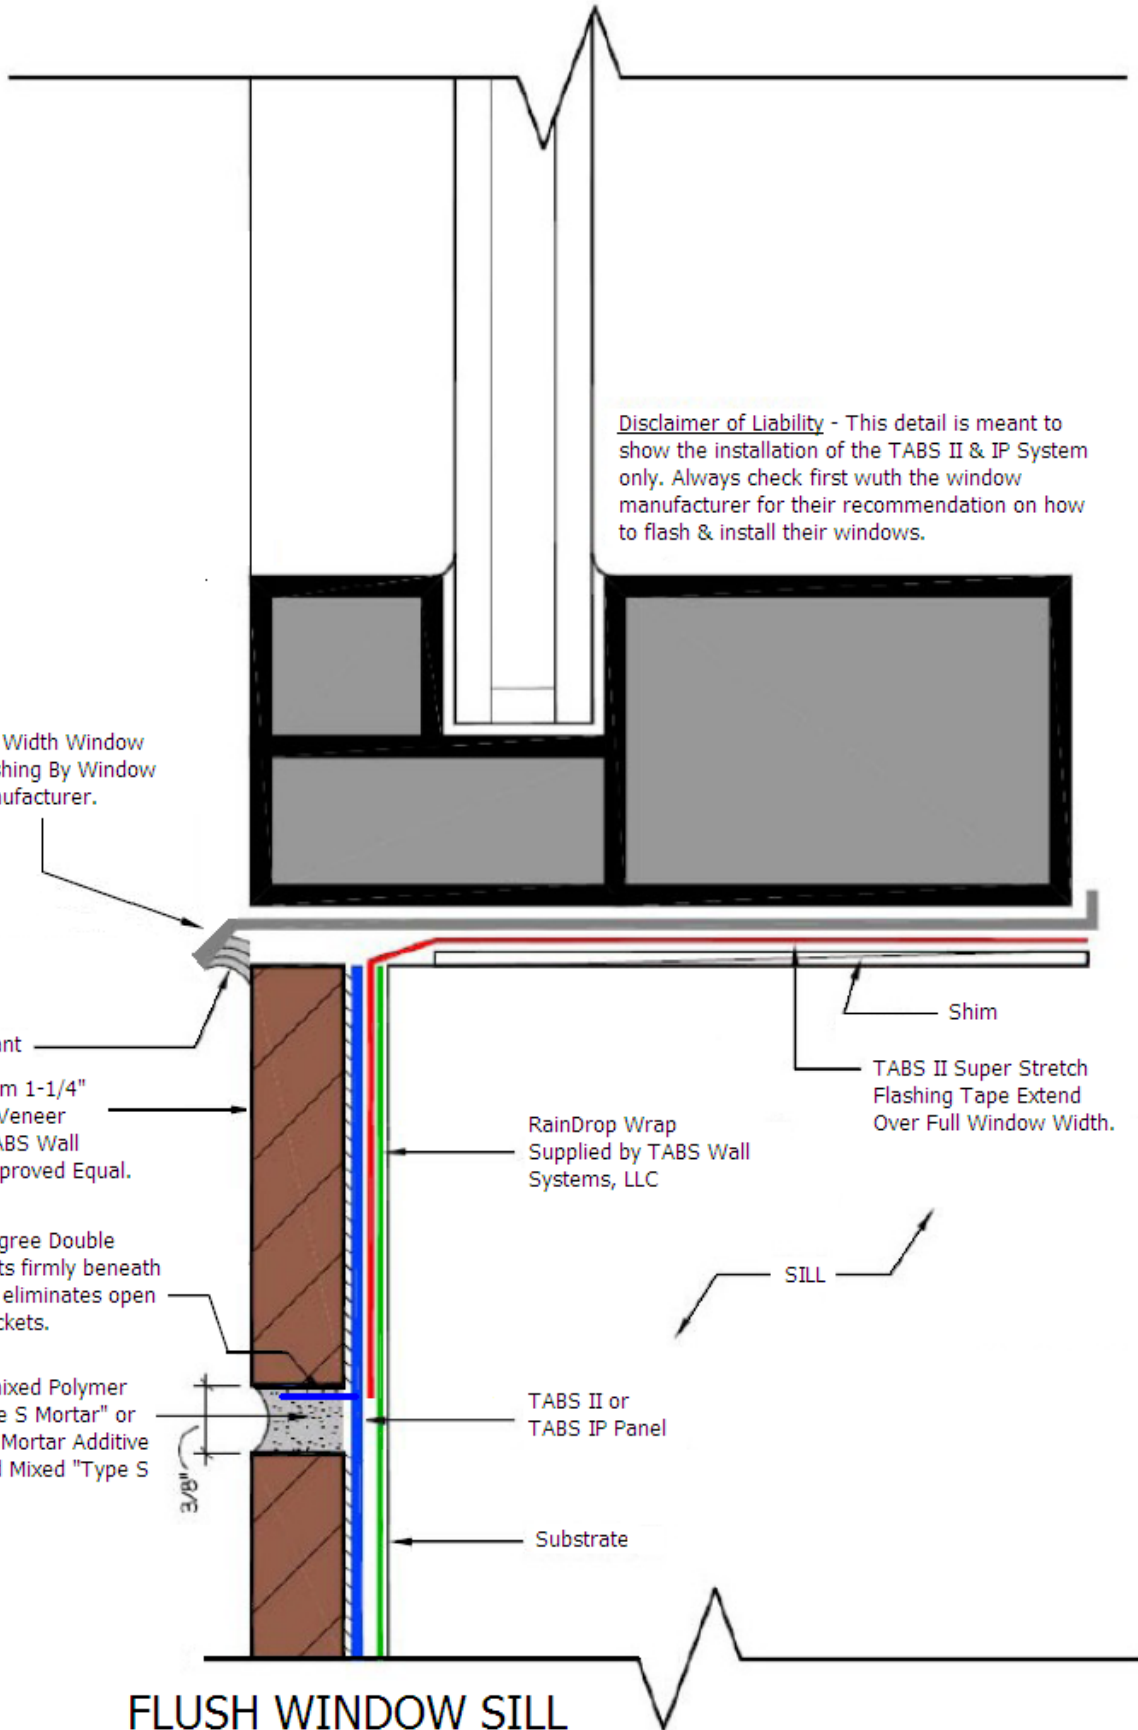 Disclaimer of Liability - This detail is meant to
show the installation of the TABS II & IP System
only. Always check first wuth the window
manufacturer for their recommendation on how
to flash & install their windows.
Width Window
shing By Window
ufacturer.
Shim
ant
TABS II Super Stretch
Flashing Tape Extend
Over Full Window Width.
m 1-1/4"
Veneer
ABS Wall
proved Equal.
RainDrop Wrap
Supplied by TABS Wall
Systems, LLC
gree Double
ts firmly beneath
eliminates open
ckets.
SILL
ixed Polymer
e S Mortar" or
Mortar Additive
d Mixed "Type S
3/8"
TABS II or
TABS IP Panel
Substrate
FLUSH WINDOW SILL